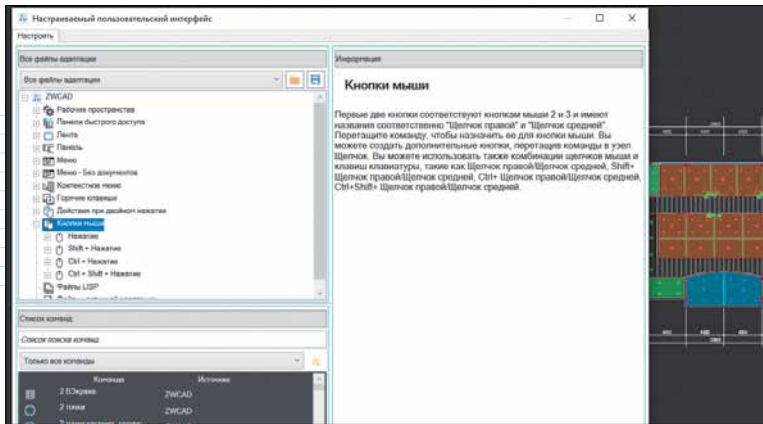 Настраиваемый пользовательский интерфейс
Настроить
Все файлы адаптации
Все файлы адаптации
ZWCAD
Рабочие пространства
Панели быстрого доступа
Лента
Панель
Меню
Меню - Без документов
Контекстное меню
Горячие клавиши
Действия при двойном нажатие
Кнопки мыши
Нажатие
Shift + Нажатие
Ctrl + Нажатие
Ctrl + Shift + Нажатие
Файлы LISP
Список команд:
Список поиска команд:
Только все команды
Команда Источник
2 ВЭкрана ZWCAD
2 точки ZWCAD
ZWCAD
Информация
Кнопки мыши
Первые две кнопки соответствуют кнопкам мыши 2 и 3 и имеют
названия соответственно "Щелчок правой" и "Щелчок средней".
Перетащите команду, чтобы назначить ее для кнопки мыши. Вы
можете создать дополнительные кнопки, перетащив команды в узел
Щелчок. Вы можете использовать также комбинации щелчков мыши и
клавиш клавиатуры, такие как Щелчок правой/Щелчок средней, Shift+
Щелчок правой/Щелчок средней, Ctrl+ Щелчок правой/Щелчок средней,
Ctrl+Shift+ Щелчок правой/Щелчок средней.